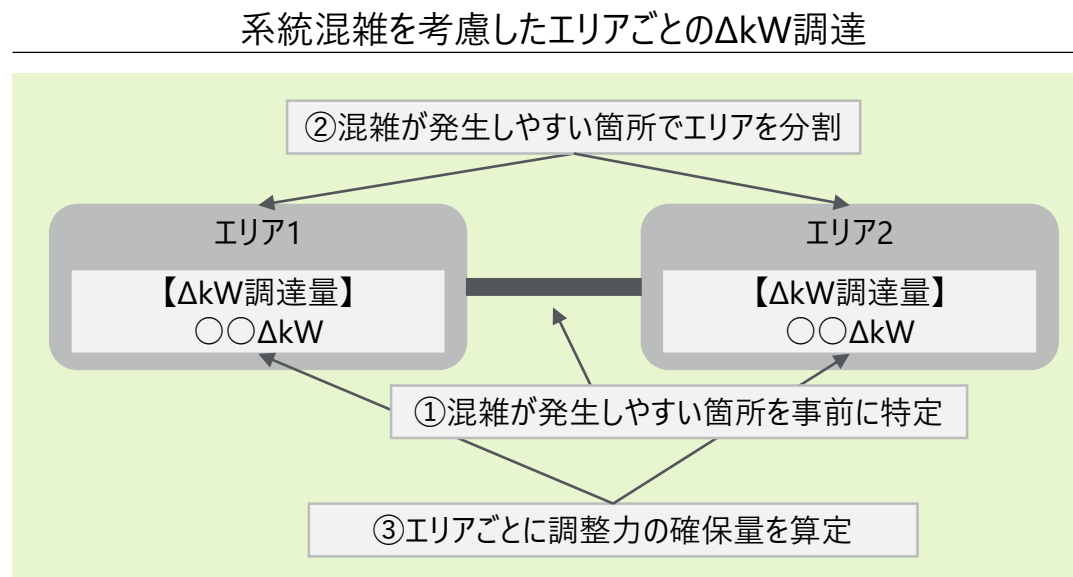 系統混雑を考慮したエリアごとのΔkW調達
②混雑が発生しやすい箇所でエリアを分割
エリア1
【ΔkW調達量】
○○ΔkW
エリア2
【ΔkW調達量】
○○ΔkW
①混雑が発生しやすい箇所を事前に特定
③エリアごとに調整力の確保量を算定